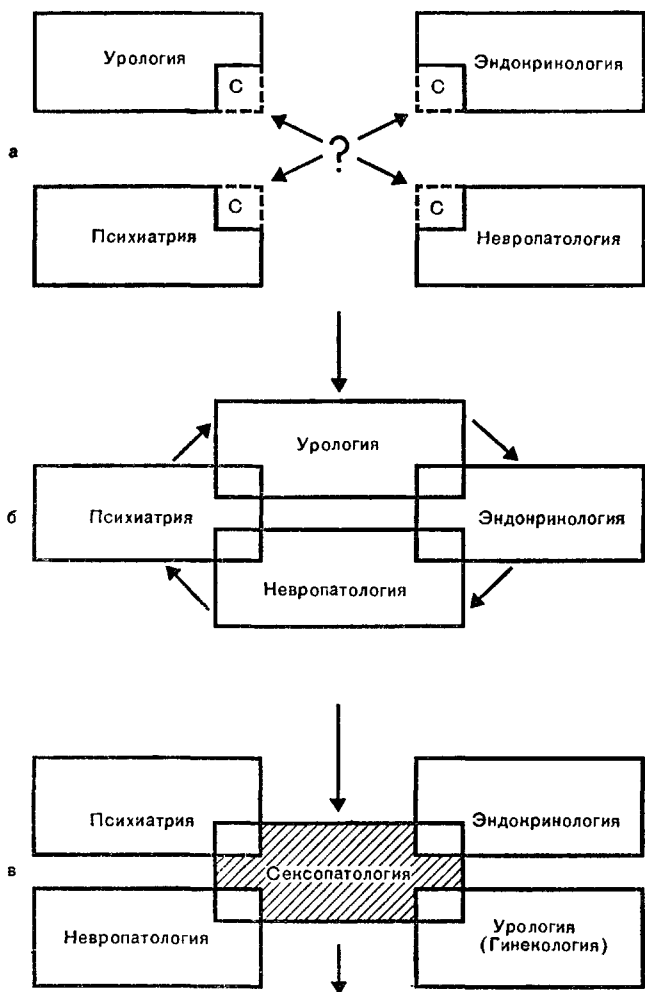 Урология
С
Эндокринология
С
а
?
С
Психиатрия
С
Невропатология
Урология
б
Психиатрия
Эндокринология
Невропатология
Психиатрия
Эндокринология
в
Сексопатология
Невропатология
Урология
(Гинекология)